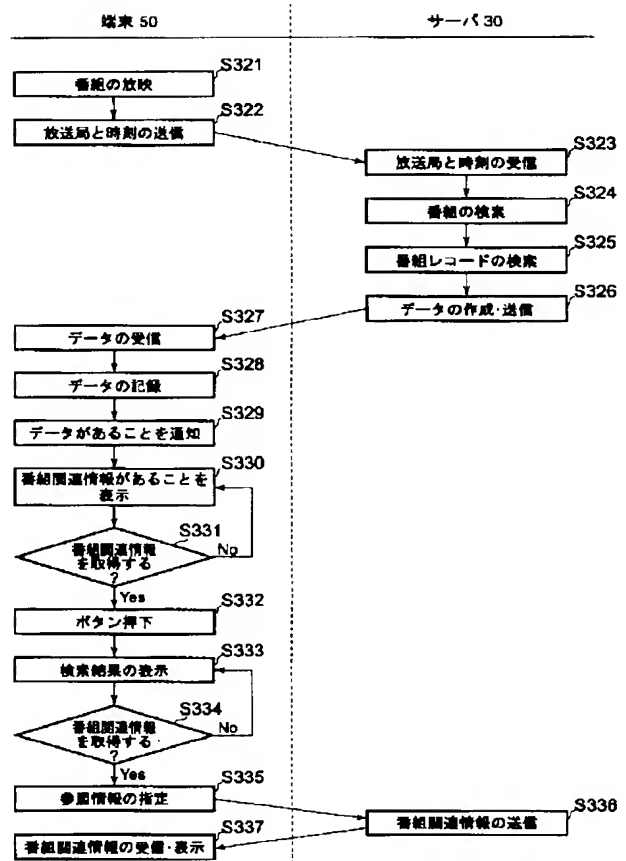 端末 50
サーバ 30
S321
番組の放映
S322
放送局と時刻の送信
S323
放送局と時刻の受信
S324
番組の検索
S325
番組レコードの検索
S326
データの作成・送信
S327
データの受信
S328
データの記録
S329
データがあることを通知
S330
番組関連情報があることを
表示
S331
番組関連情報
を取得する
?
No
Yes
S332
ボタン押下
S333
検索結果の表示
S334
番組関連情報
を取得する
?
No
Yes
S335
参照情報の指定
S336
番組関連情報の送信
S337
番組関連情報の受信・表示